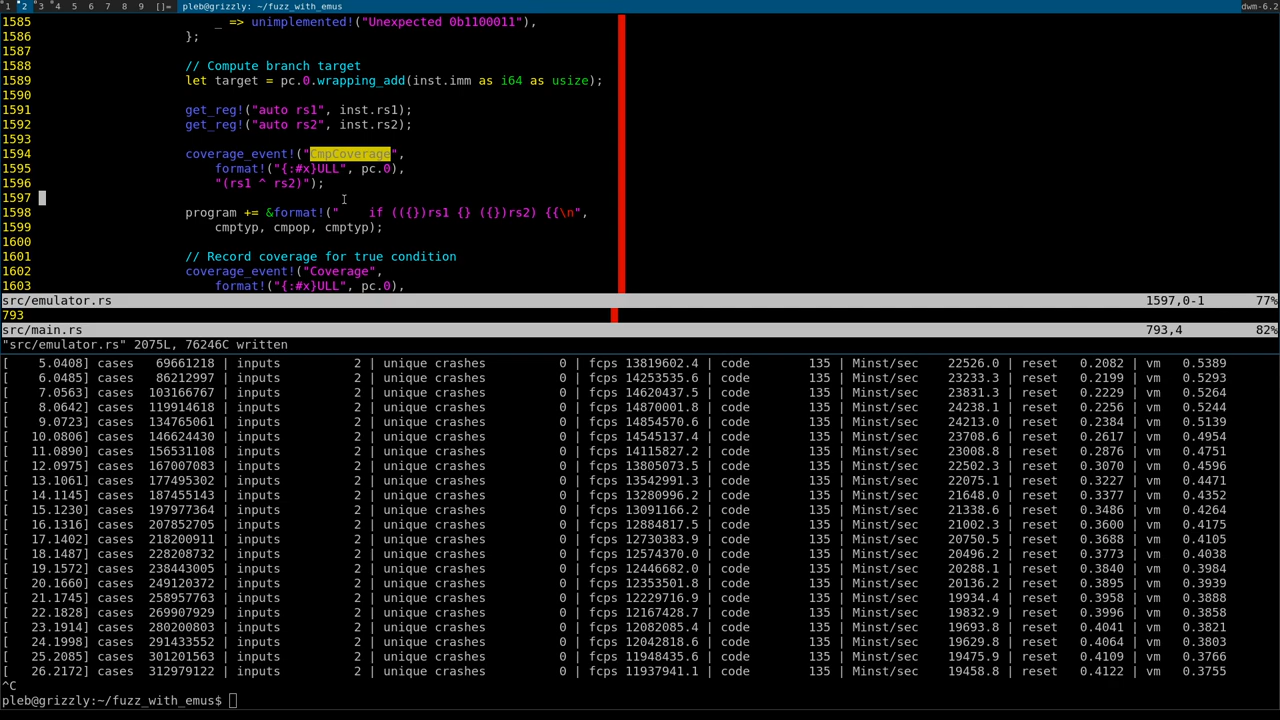 1 2 3 4 5 6 7 8 9 []= pleb@grizzly: ~/fuzz_with_emus dwm-6.2
1585 _ => unimplemented!("Unexpected 0b1100011"),
1586 };
1587
1588 // Compute branch target
1589 let target = pc.0.wrapping_add(inst.imm as i64 as usize);
1590
1591 get_reg!("auto rs1", inst.rs1);
1592 get_reg!("auto rs2", inst.rs2);
1593
1594 coverage_event!("CmpCoverage",
1595 format!("{:#x}ULL", pc.0),
1596 "(rs1 ^ rs2)");
1597
1598 program += &format!("    if (({})rs1 {} ({})rs2) {{\n",
1599 cmptyp, cmpop, cmptyp);
1600
1601 // Record coverage for true condition
1602 coverage_event!("Coverage",
1603 format!("{:#x}ULL", pc.0),
src/emulator.rs 1597,0-1 77%
793
src/main.rs 793,4 82%
"src/emulator.rs" 2075L, 76246C written
[ 5.0408] cases 69661218 | inputs 2 | unique crashes 0 | fcps 13819602.4 | code 135 | Minst/sec 22526.0 | reset 0.2082 | vm 0.5389
[ 6.0485] cases 86212997 | inputs 2 | unique crashes 0 | fcps 14253535.6 | code 135 | Minst/sec 23233.3 | reset 0.2199 | vm 0.5293
[ 7.0563] cases 103166767 | inputs 2 | unique crashes 0 | fcps 14620437.5 | code 135 | Minst/sec 23831.3 | reset 0.2229 | vm 0.5264
[ 8.0642] cases 119914618 | inputs 2 | unique crashes 0 | fcps 14870001.8 | code 135 | Minst/sec 24238.1 | reset 0.2256 | vm 0.5244
[ 9.0723] cases 134765061 | inputs 2 | unique crashes 0 | fcps 14854570.6 | code 135 | Minst/sec 24213.0 | reset 0.2384 | vm 0.5139
[ 10.0806] cases 146624430 | inputs 2 | unique crashes 0 | fcps 14545137.4 | code 135 | Minst/sec 23708.6 | reset 0.2617 | vm 0.4954
[ 11.0890] cases 156531108 | inputs 2 | unique crashes 0 | fcps 14115827.2 | code 135 | Minst/sec 23008.8 | reset 0.2876 | vm 0.4751
[ 12.0975] cases 167007083 | inputs 2 | unique crashes 0 | fcps 13805073.5 | code 135 | Minst/sec 22502.3 | reset 0.3070 | vm 0.4596
[ 13.1061] cases 177495302 | inputs 2 | unique crashes 0 | fcps 13542991.3 | code 135 | Minst/sec 22075.1 | reset 0.3227 | vm 0.4471
[ 14.1145] cases 187455143 | inputs 2 | unique crashes 0 | fcps 13280996.2 | code 135 | Minst/sec 21648.0 | reset 0.3377 | vm 0.4352
[ 15.1230] cases 197977364 | inputs 2 | unique crashes 0 | fcps 13091166.2 | code 135 | Minst/sec 21338.6 | reset 0.3486 | vm 0.4264
[ 16.1316] cases 207852705 | inputs 2 | unique crashes 0 | fcps 12884817.5 | code 135 | Minst/sec 21002.3 | reset 0.3600 | vm 0.4175
[ 17.1402] cases 218200911 | inputs 2 | unique crashes 0 | fcps 12730383.9 | code 135 | Minst/sec 20750.5 | reset 0.3688 | vm 0.4105
[ 18.1487] cases 228208732 | inputs 2 | unique crashes 0 | fcps 12574370.0 | code 135 | Minst/sec 20496.2 | reset 0.3773 | vm 0.4038
[ 19.1572] cases 238443005 | inputs 2 | unique crashes 0 | fcps 12446682.0 | code 135 | Minst/sec 20288.1 | reset 0.3840 | vm 0.3984
[ 20.1660] cases 249120372 | inputs 2 | unique crashes 0 | fcps 12353501.8 | code 135 | Minst/sec 20136.2 | reset 0.3895 | vm 0.3939
[ 21.1745] cases 258957763 | inputs 2 | unique crashes 0 | fcps 12229716.9 | code 135 | Minst/sec 19934.4 | reset 0.3958 | vm 0.3888
[ 22.1828] cases 269907929 | inputs 2 | unique crashes 0 | fcps 12167428.7 | code 135 | Minst/sec 19832.9 | reset 0.3996 | vm 0.3858
[ 23.1914] cases 280200803 | inputs 2 | unique crashes 0 | fcps 12082085.4 | code 135 | Minst/sec 19693.8 | reset 0.4041 | vm 0.3821
[ 24.1998] cases 291433552 | inputs 2 | unique crashes 0 | fcps 12042818.6 | code 135 | Minst/sec 19629.8 | reset 0.4064 | vm 0.3803
[ 25.2085] cases 301201563 | inputs 2 | unique crashes 0 | fcps 11948435.6 | code 135 | Minst/sec 19475.9 | reset 0.4109 | vm 0.3766
[ 26.2172] cases 312979122 | inputs 2 | unique crashes 0 | fcps 11937941.1 | code 135 | Minst/sec 19458.8 | reset 0.4122 | vm 0.3755
^C
pleb@grizzly:~/fuzz_with_emus$